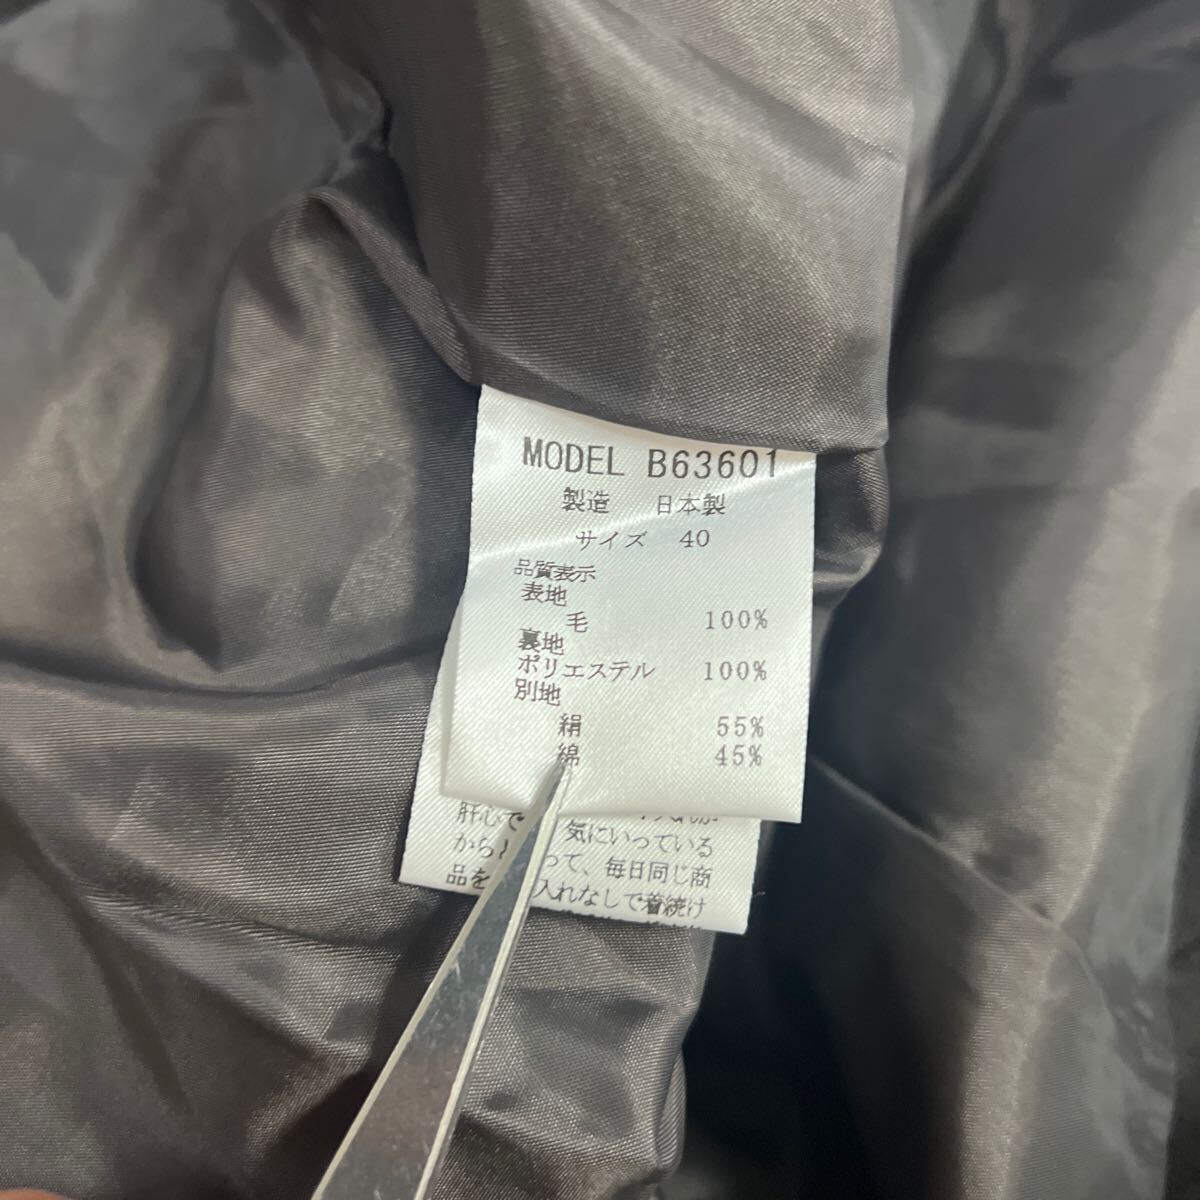 MODEL B63601
製造 日本製
サイズ 40
品質表示
表地
毛 100%
裏地
ポリエステル 100%
別地
絹 55%
綿 45%
肝心で
気にいっている
から
って、毎日同じ商
品を
入れなしで着続け